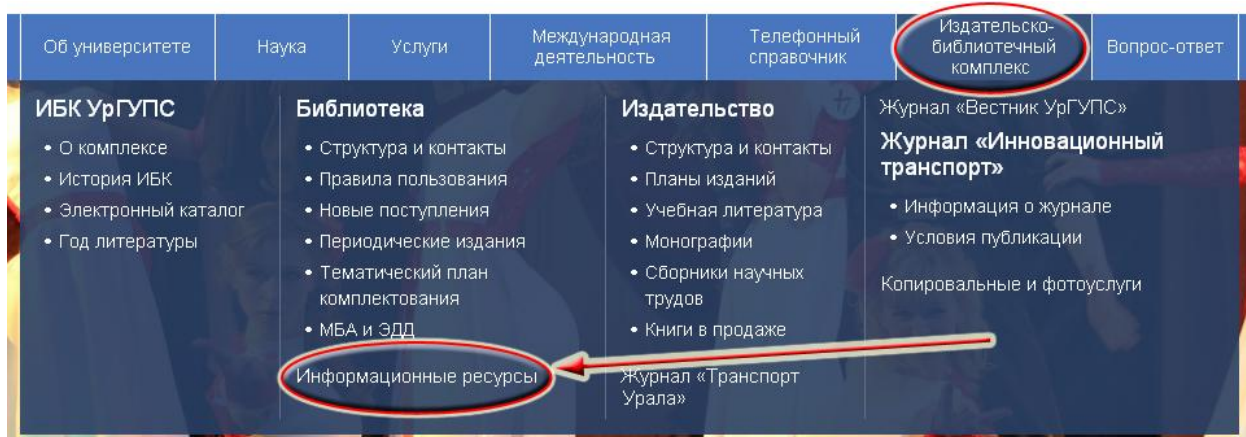 Об университете
Наука
Услуги
Международная
деятельность
Телефонный
справочник
Издательско-
библиотечный
комплекс
Вопрос-ответ
ИБК УрГУПС
• О комплексе
• История ИБК
• Электронный каталог
• Год литературы
Библиотека
• Структура и контакты
• Правила пользования
• Новые поступления
• Периодические издания
• Тематический план
комплектования
• МБА и ЭДД
Информационные ресурсы
Издательство
• Структура и контакты
• Планы изданий
• Учебная литература
• Монографии
• Сборники научных
трудов
• Книги в продаже
Журнал «Транспорт
Урала»
Журнал «Вестник УрГУПС»
Журнал «Инновационный
транспорт»
• Информация о журнале
• Условия публикации
Копировальные и фотоуслуги